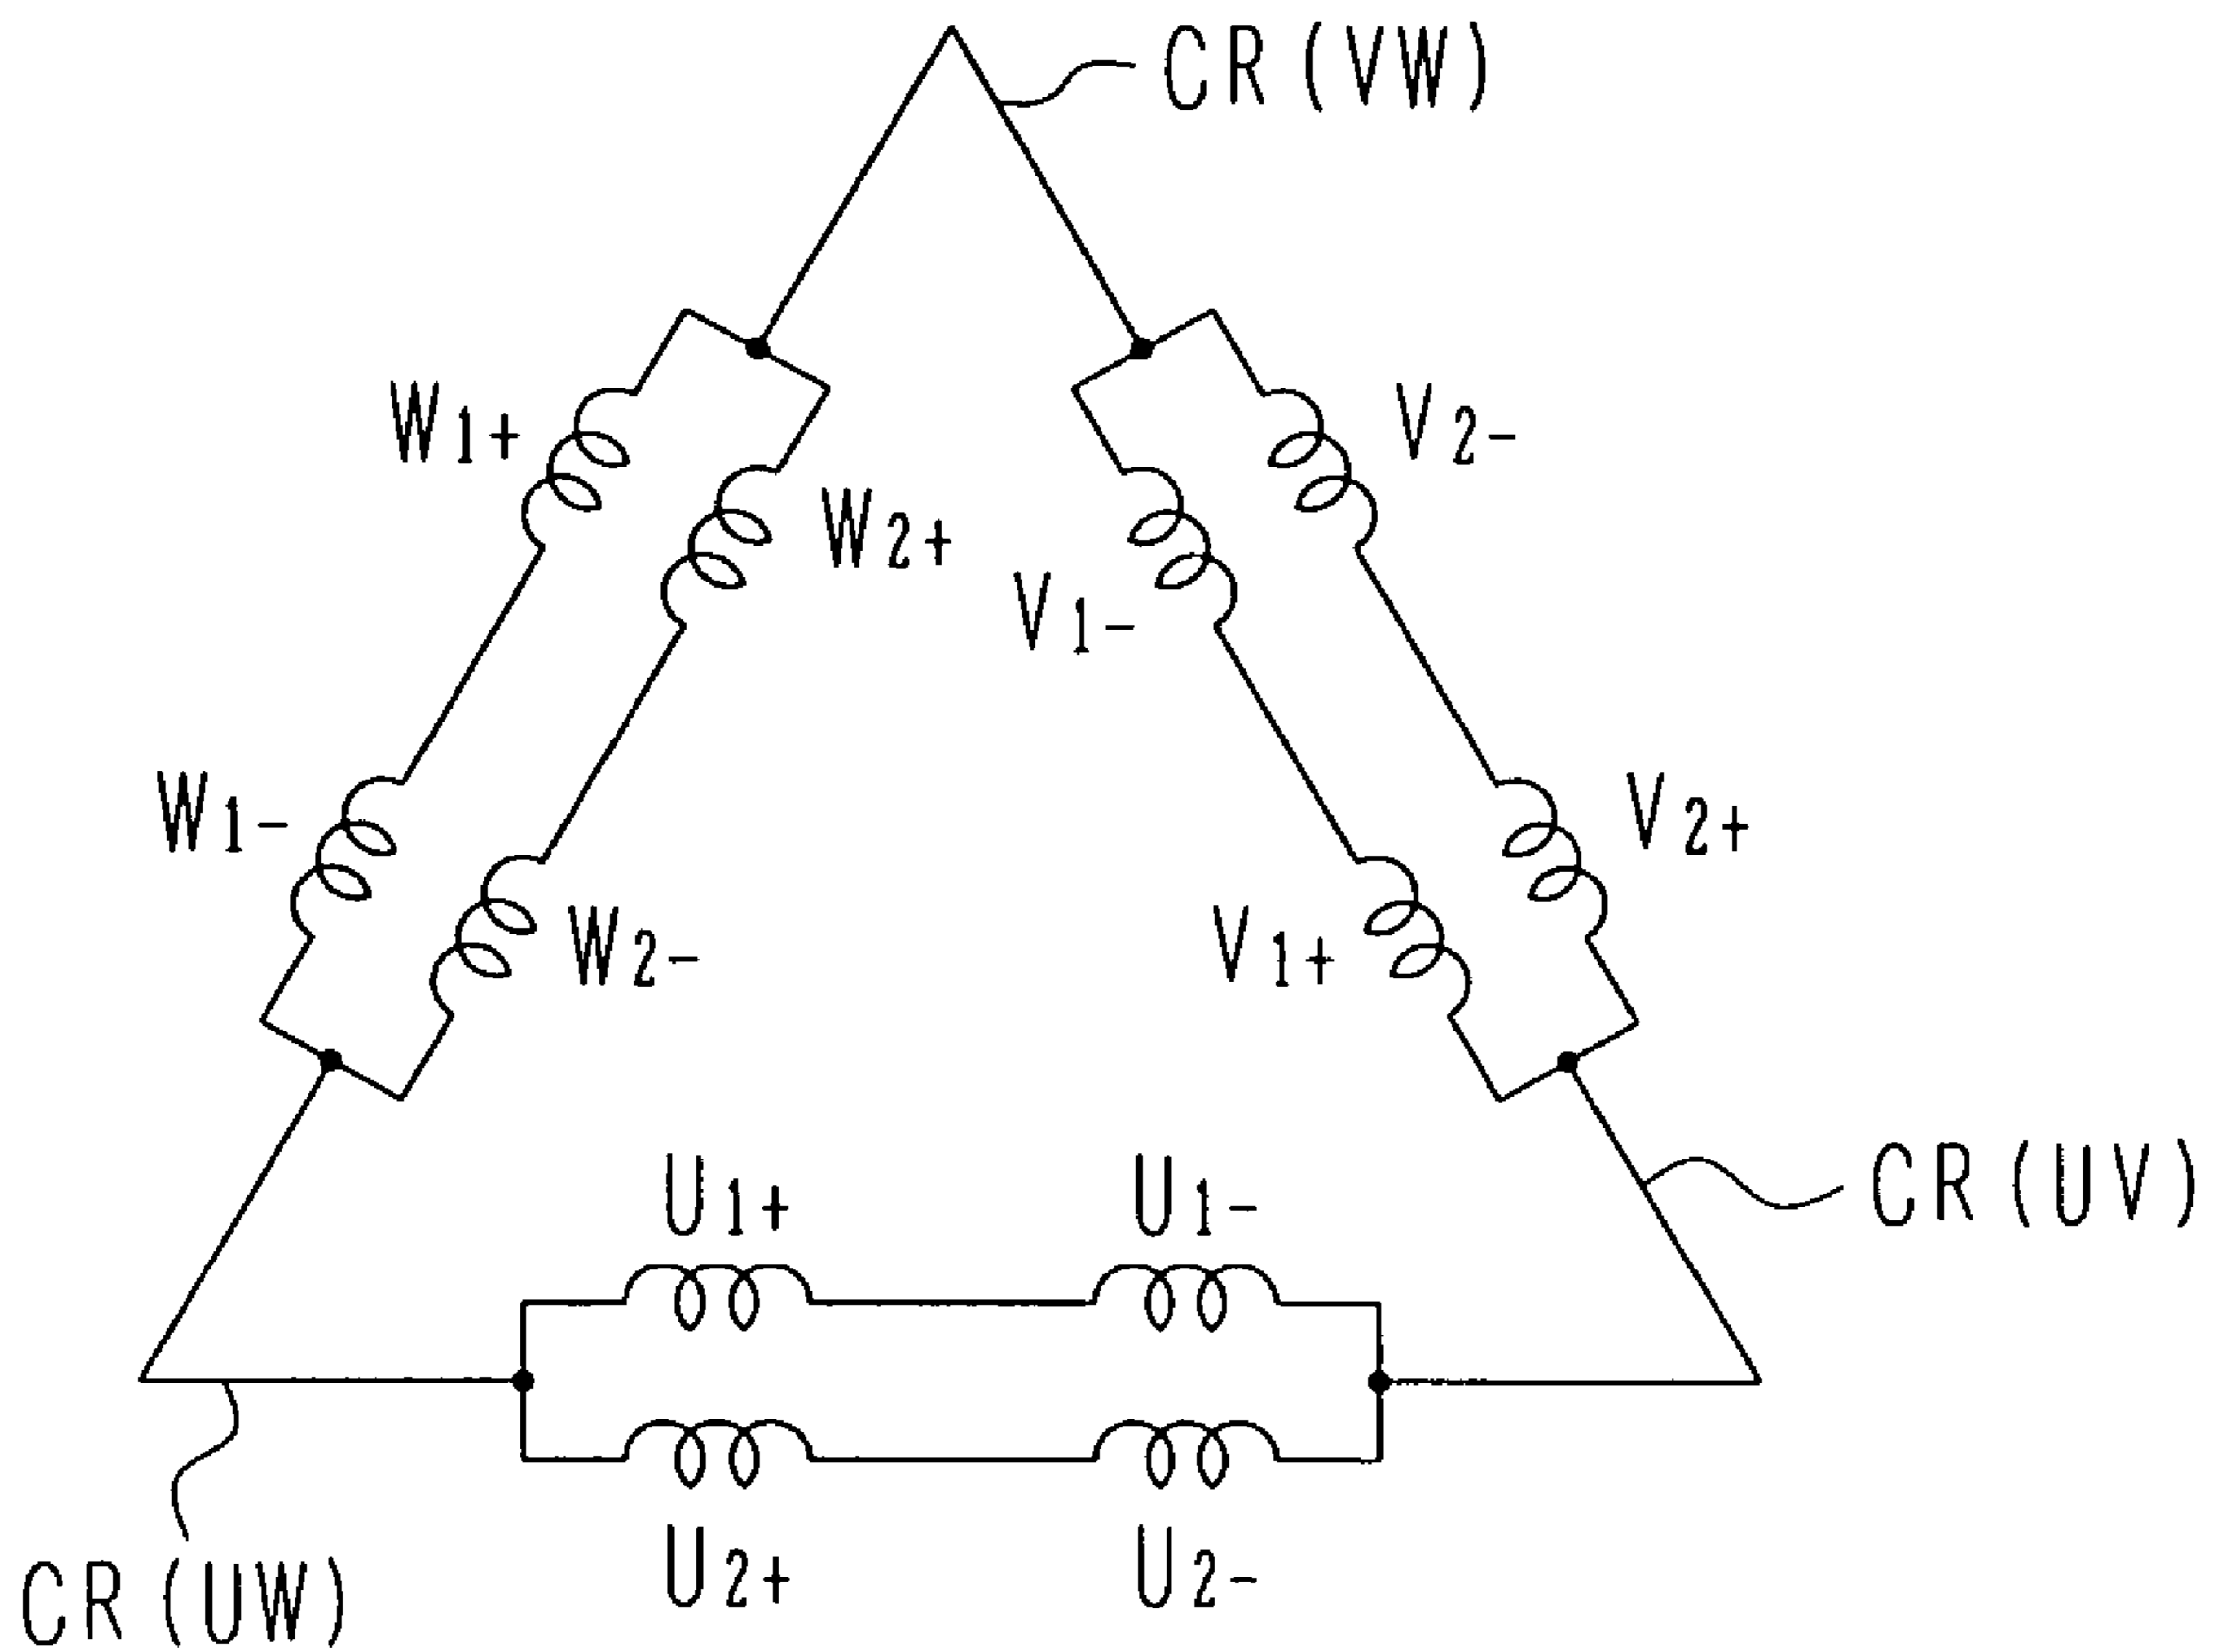 CR(VW)
W1+
V2-
W2+
V1-
W1-
V2+
W2-
V1+
U1+
U1-
CR(UV)
U2+
U2-
CR(UW)